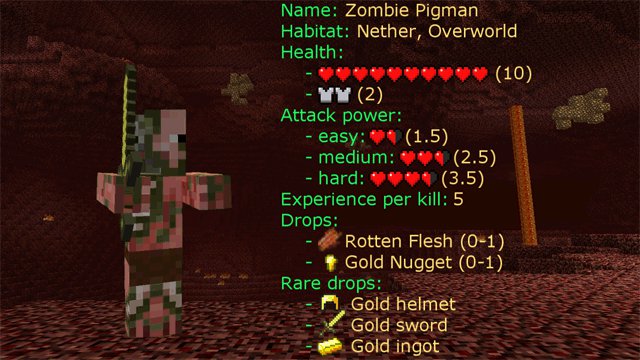 Name: Zombie Pigman
Habitat: Nether, Overworld
Health:
- (10)
- (2)
Attack power:
- easy: (1.5)
- medium: (2.5)
- hard: (3.5)
Experience per kill: 5
Drops:
- Rotten Flesh (0-1)
- Gold Nugget (0-1)
Rare drops:
- Gold helmet
- Gold sword
- Gold ingot